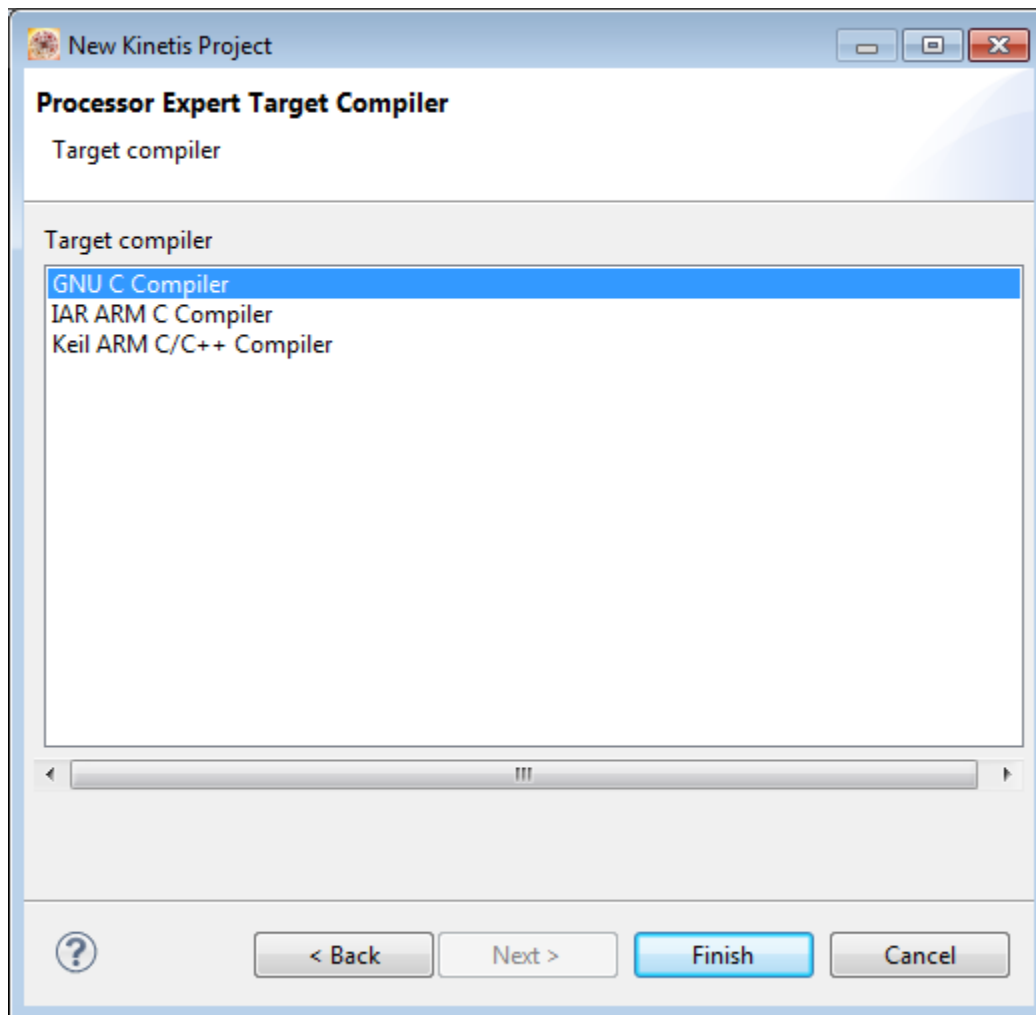 New Kinetis Project
Processor Expert Target Compiler
Target compiler
Target compiler
GNU C Compiler
IAR ARM C Compiler
Keil ARM C/C++ Compiler
? < Back Next > Finish Cancel